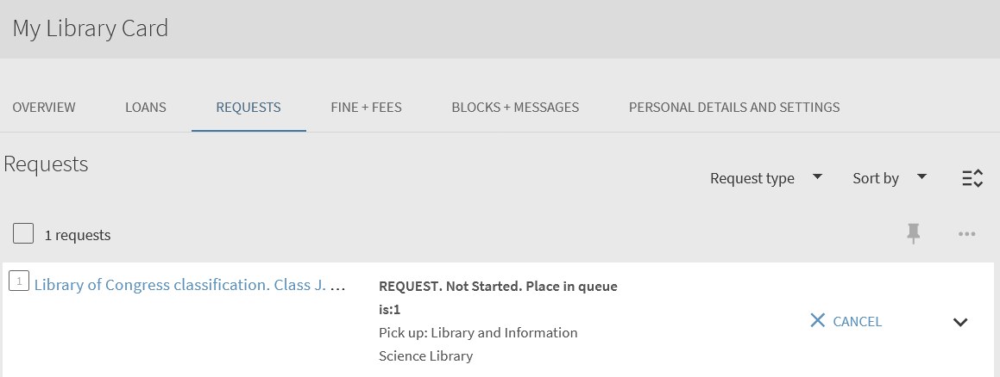 My Library Card
OVERVIEW LOANS REQUESTS FINE + FEES BLOCKS + MESSAGES PERSONAL DETAILS AND SETTINGS
Requests
Request type Sort by
1 requests
1 Library of Congress classification. Class J. ...
REQUEST. Not Started. Place in queue
is:1
Pick up: Library and Information
Science Library
CANCEL